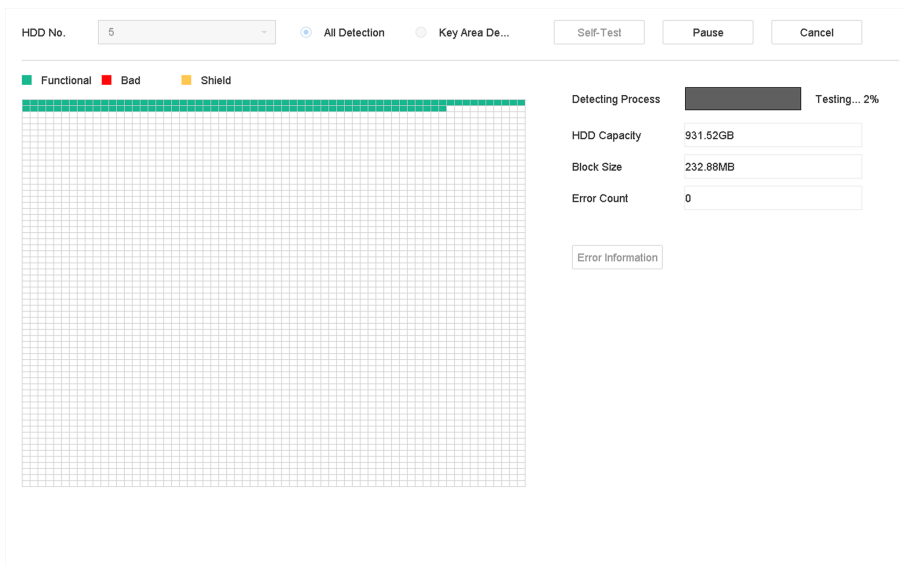 HDD No. 5 All Detection Key Area De... Self-Test Pause Cancel
Functional Bad Shield
Detecting Process Testing... 2%
HDD Capacity 931.52GB
Block Size 232.88MB
Error Count 0
Error Information